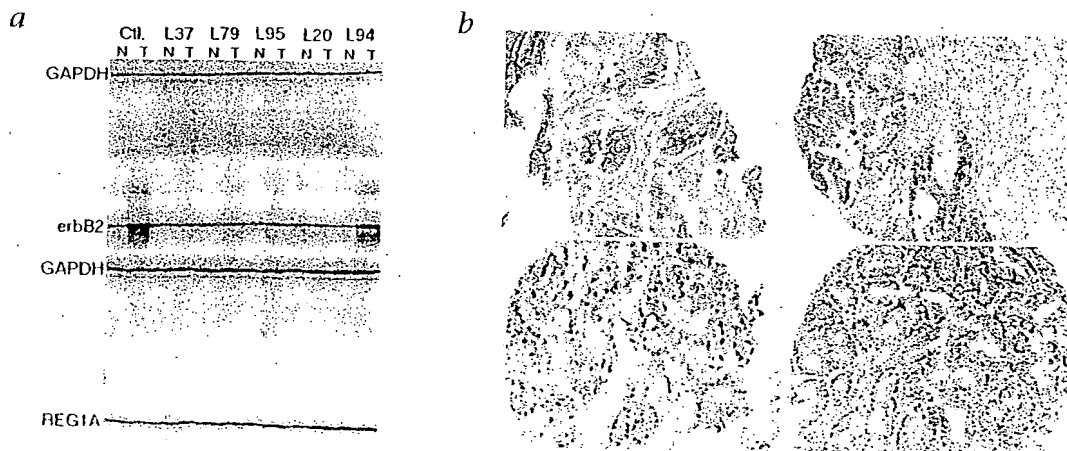 a
Ctl. L37 L79 L95 L20 L94
N T N T N T N T N T N T
GAPDH
erbB2
GAPDH
REG1A
b